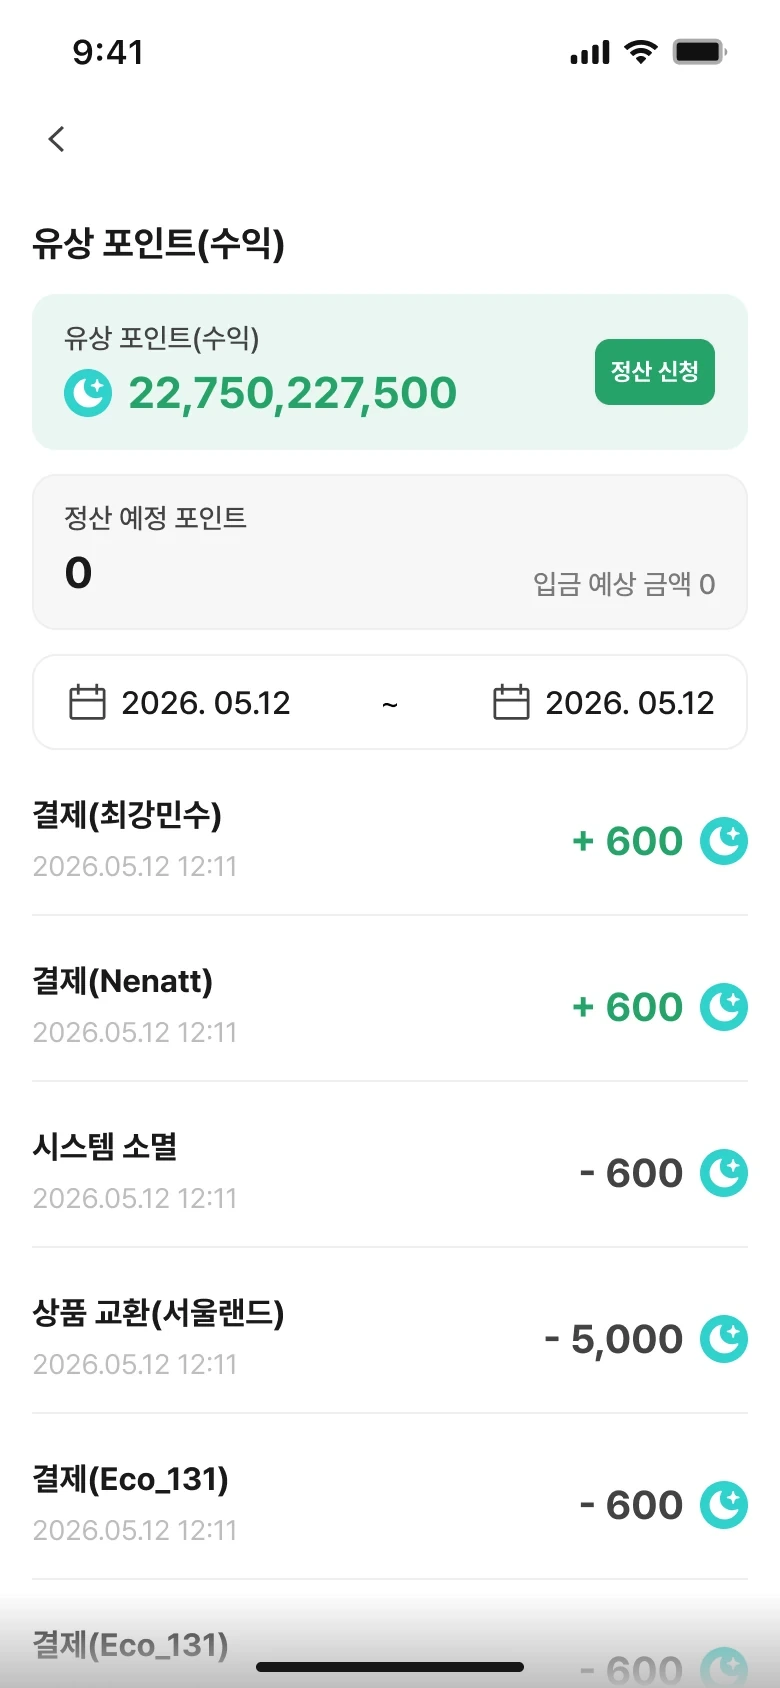 9:41
유상 포인트(수익)
유상 포인트(수익)
22,750,227,500
정산 신청
정산 예정 포인트
0
입금 예상 금액 0
2026. 05.12 ~ 2026. 05.12
결제(최강민수)
+ 600
2026.05.12 12:11
결제(Nenatt)
+ 600
2026.05.12 12:11
시스템 소멸
- 600
2026.05.12 12:11
상품 교환(서울랜드)
- 5,000
2026.05.12 12:11
결제(Eco_131)
- 600
2026.05.12 12:11
결제(Eco_131)
- 600